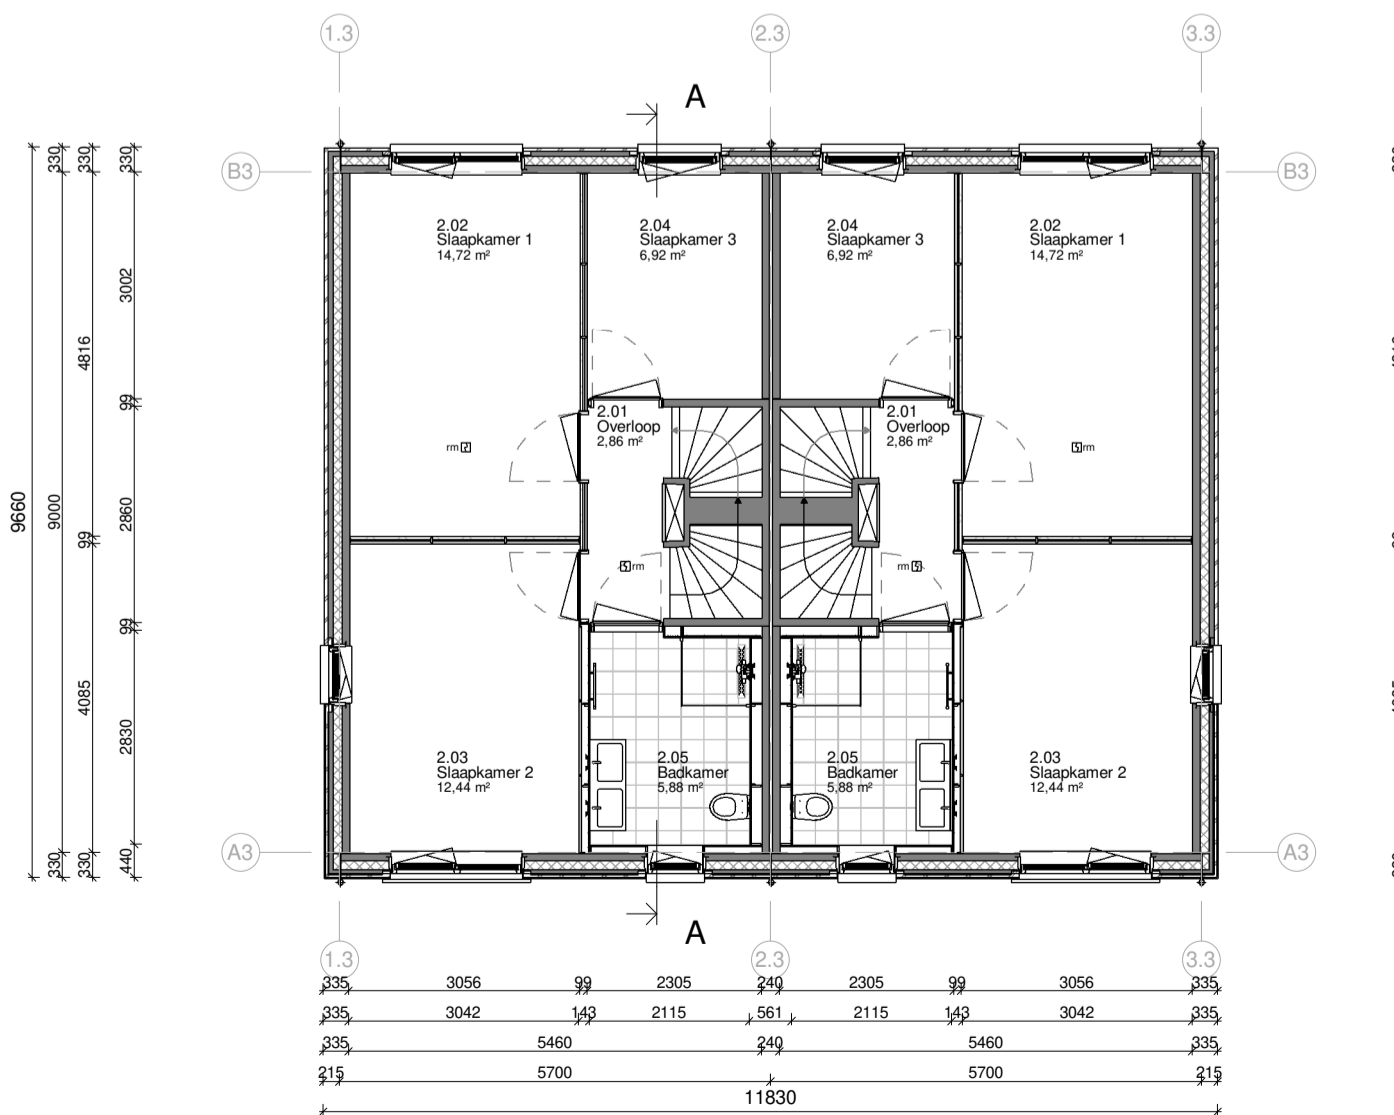 1.3
2.3
3.3
A
B3
B3
330
330
330
330
2.02
Slaapkamer 1
14,72 m²
2.04
Slaapkamer 3
6,92 m²
2.04
Slaapkamer 3
6,92 m²
2.02
Slaapkamer 1
14,72 m²
3002
4816
99
2.01
Overloop
2,86 m²
2.01
Overloop
2,86 m²
rm
rm
9660
9000
2860
99
rm
rm
99
4085
2830
2.03
Slaapkamer 2
12,44 m²
2.05
Badkamer
5,88 m²
2.05
Badkamer
5,88 m²
2.03
Slaapkamer 2
12,44 m²
A3
A3
330
330
440
A
1.3
2.3
3.3
335 3056 99 2305 240 2305 99 3056 335
335 3042 143 2115 561 2115 143 3042 335
335 5460 240 5460 335
215 5700 5700 215
11830